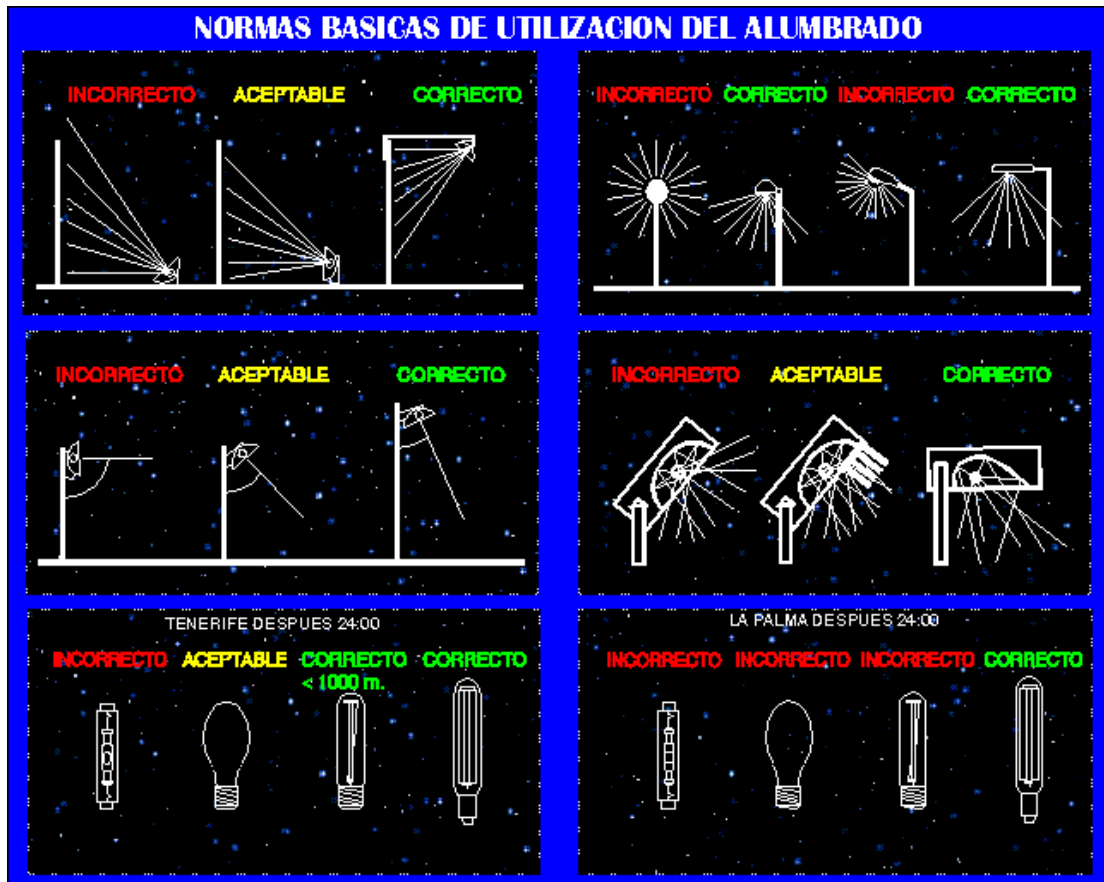 NORMAS BASICAS DE UTILIZACION DEL ALUMBRADO
INCORRECTO ACEPTABLE CORRECTO
INCORRECTO CORRECTO INCORRECTO CORRECTO
INCORRECTO ACEPTABLE CORRECTO
INCORRECTO ACEPTABLE CORRECTO
TENERIFE DESPUES 24:00
INCORRECTO ACEPTABLE CORRECTO CORRECTO
< 1000 m.
LA PALMA DESPUES 24:00
INCORRECTO INCORRECTO INCORRECTO CORRECTO